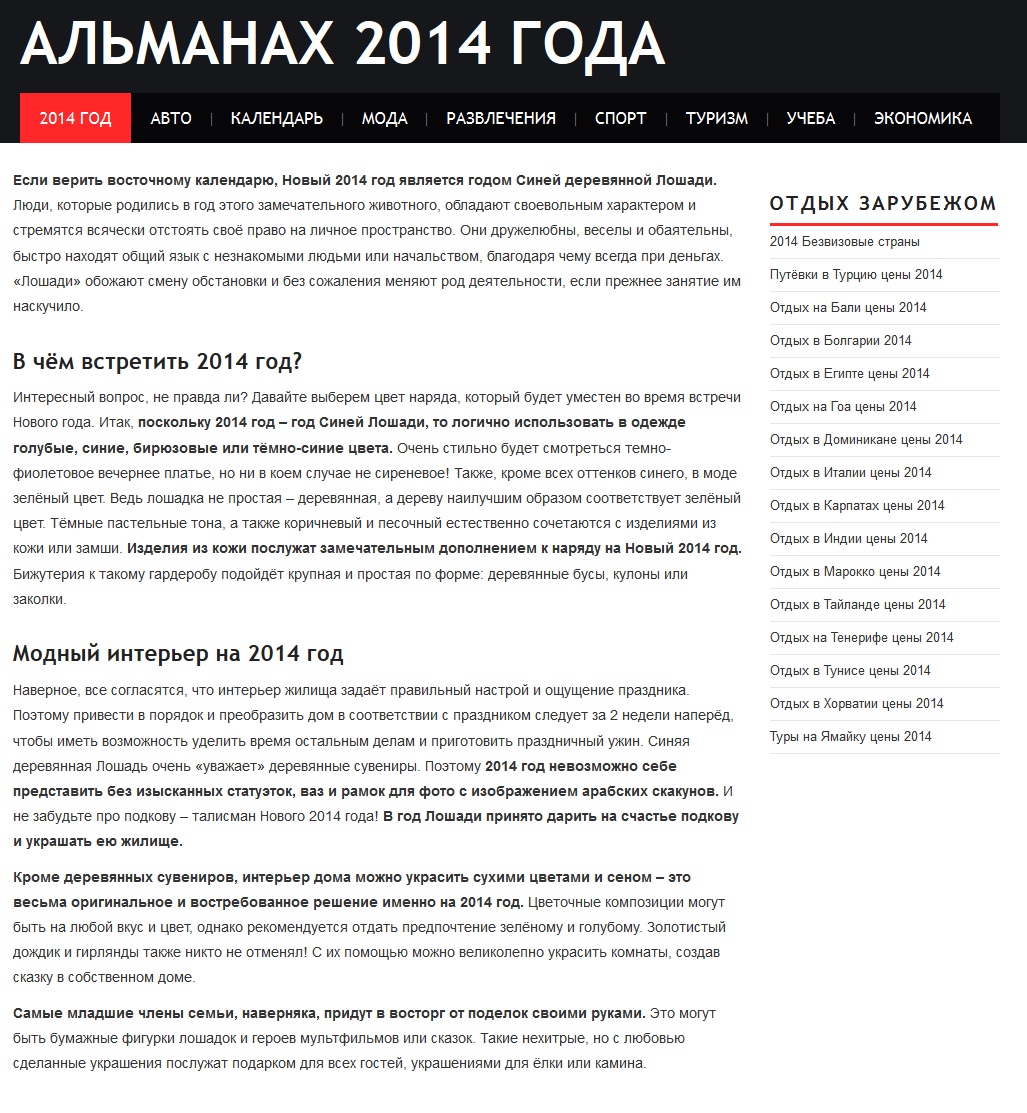 АЛЬМАНАХ 2014 ГОДА
2014 ГОД | АВТО | КАЛЕНДАРЬ | МОДА | РАЗВЛЕЧЕНИЯ | СПОРТ | ТУРИЗМ | УЧЕБА | ЭКОНОМИКА
Если верить восточному календарю, Новый 2014 год является годом Синей деревянной Лошади.
Люди, которые родились в год этого замечательного животного, обладают своевольным характером и
стремятся всячески отстоять своё право на личное пространство. Они дружелюбны, веселы и обаятельны,
быстро находят общий язык с незнакомыми людьми или начальством, благодаря чему всегда при деньгах.
«Лошади» обожают смену обстановки и без сожаления меняют род деятельности, если прежнее занятие им
наскучило.
В чём встретить 2014 год?
Интересный вопрос, не правда ли? Давайте выберем цвет наряда, который будет уместен во время встречи
Нового года. Итак, поскольку 2014 год – год Синей Лошади, то логично использовать в одежде
голубые, синие, бирюзовые или тёмно-синие цвета. Очень стильно будет смотреться темно-
фиолетовое вечернее платье, но ни в коем случае не сиреневое! Также, кроме всех оттенков синего, в моде
зелёный цвет. Ведь лошадка не простая – деревянная, а дереву наилучшим образом соответствует зелёный
цвет. Тёмные пастельные тона, а также коричневый и песочный естественно сочетаются с изделиями из
кожи или замши. Изделия из кожи послужат замечательным дополнением к наряду на Новый 2014 год.
Бижутерия к такому гардеробу подойдёт крупная и простая по форме: деревянные бусы, кулоны или
заколки.
Модный интерьер на 2014 год
Наверное, все согласятся, что интерьер жилища задаёт правильный настрой и ощущение праздника.
Поэтому привести в порядок и преобразить дом в соответствии с праздником следует за 2 недели наперёд,
чтобы иметь возможность уделить время остальным делам и приготовить праздничный ужин. Синяя
деревянная Лошадь очень «уважает» деревянные сувениры. Поэтому 2014 год невозможно себе
представить без изысканных статуэток, ваз и рамок для фото с изображением арабских скакунов. И
не забудьте про подкову – талисман Нового 2014 года! В год Лошади принято дарить на счастье подкову
и украшать ею жилище.
Кроме деревянных сувениров, интерьер дома можно украсить сухими цветами и сеном – это
весьма оригинальное и востребованное решение именно на 2014 год. Цветочные композиции могут
быть на любой вкус и цвет, однако рекомендуется отдать предпочтение зелёному и голубому. Золотистый
дождик и гирлянды также никто не отменял! С их помощью можно великолепно украсить комнаты, создав
сказку в собственном доме.
Самые младшие члены семьи, наверняка, придут в восторг от поделок своими руками. Это могут
быть бумажные фигурки лошадок и героев мультфильмов или сказок. Такие нехитрые, но с любовью
сделанные украшения послужат подарком для всех гостей, украшениями для ёлки или камина.
ОТДЫХ ЗАРУБЕЖОМ
2014 Безвизовые страны
Путёвки в Турцию цены 2014
Отдых на Бали цены 2014
Отдых в Болгарии 2014
Отдых в Египте цены 2014
Отдых на Гоа цены 2014
Отдых в Доминикане цены 2014
Отдых в Италии цены 2014
Отдых в Карпатах цены 2014
Отдых в Индии цены 2014
Отдых в Марокко цены 2014
Отдых в Тайланде цены 2014
Отдых на Тенерифе цены 2014
Отдых в Тунисе цены 2014
Отдых в Хорватии цены 2014
Туры на Ямайку цены 2014